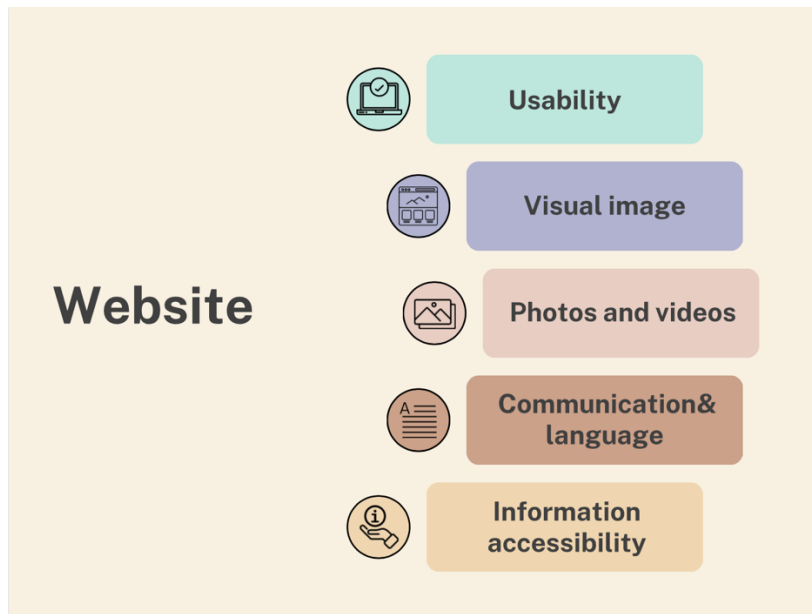 Website
Usability
Visual image
Photos and videos
Communication&
language
Information
accessibility